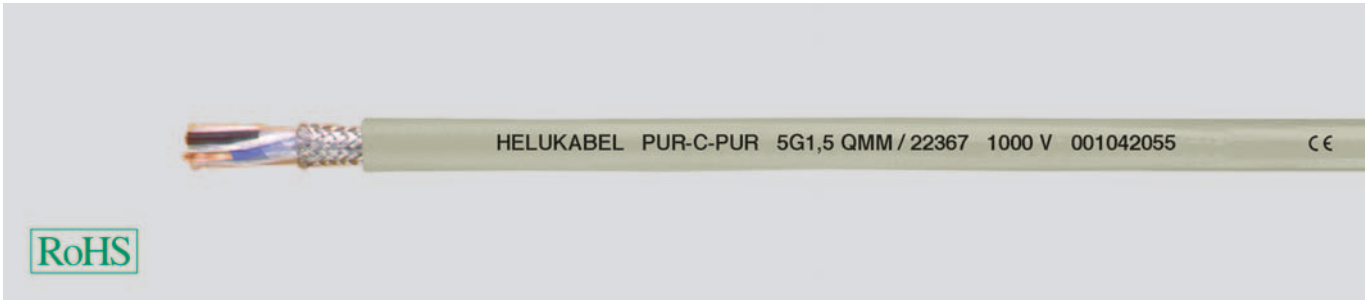 HELUKABEL PUR-C-PUR 5G1,5 QMM / 22367 1000 V 001042055 CE
RoHS